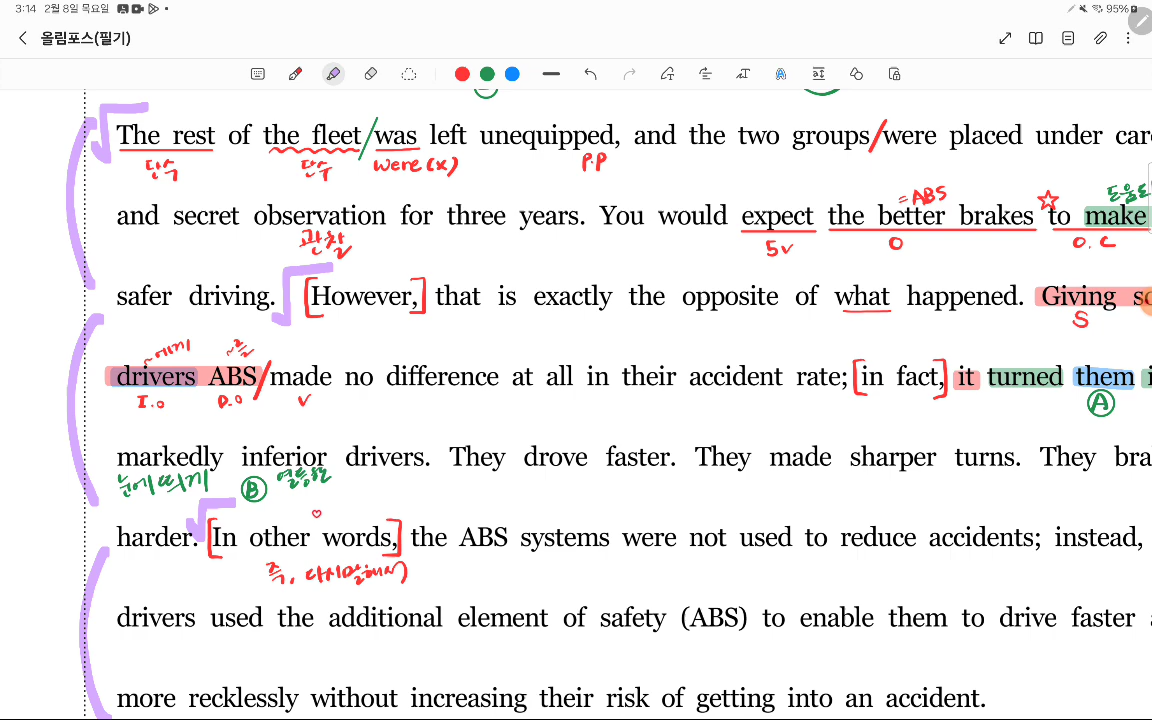 3:14 2월 8일 목요일
95%
올림포스(필기)
The rest of the fleet/was left unequipped, and the two groups/were placed under car
단수 단수 were(x) P.P
=ABS ☆ 도움도
and secret observation for three years. You would expect the better brakes to make
관찰 5V O O.C
safer driving. [However,] that is exactly the opposite of what happened. Giving so
S
~에게 ~을
drivers ABS/made no difference at all in their accident rate; [in fact,] it turned them i
I.O D.O V A
markedly inferior drivers. They drove faster. They made sharper turns. They bra
눈에 띄게 B 열등한
harder. [In other words,] the ABS systems were not used to reduce accidents; instead,
즉, 다시말해서
drivers used the additional element of safety (ABS) to enable them to drive faster a
more recklessly without increasing their risk of getting into an accident.